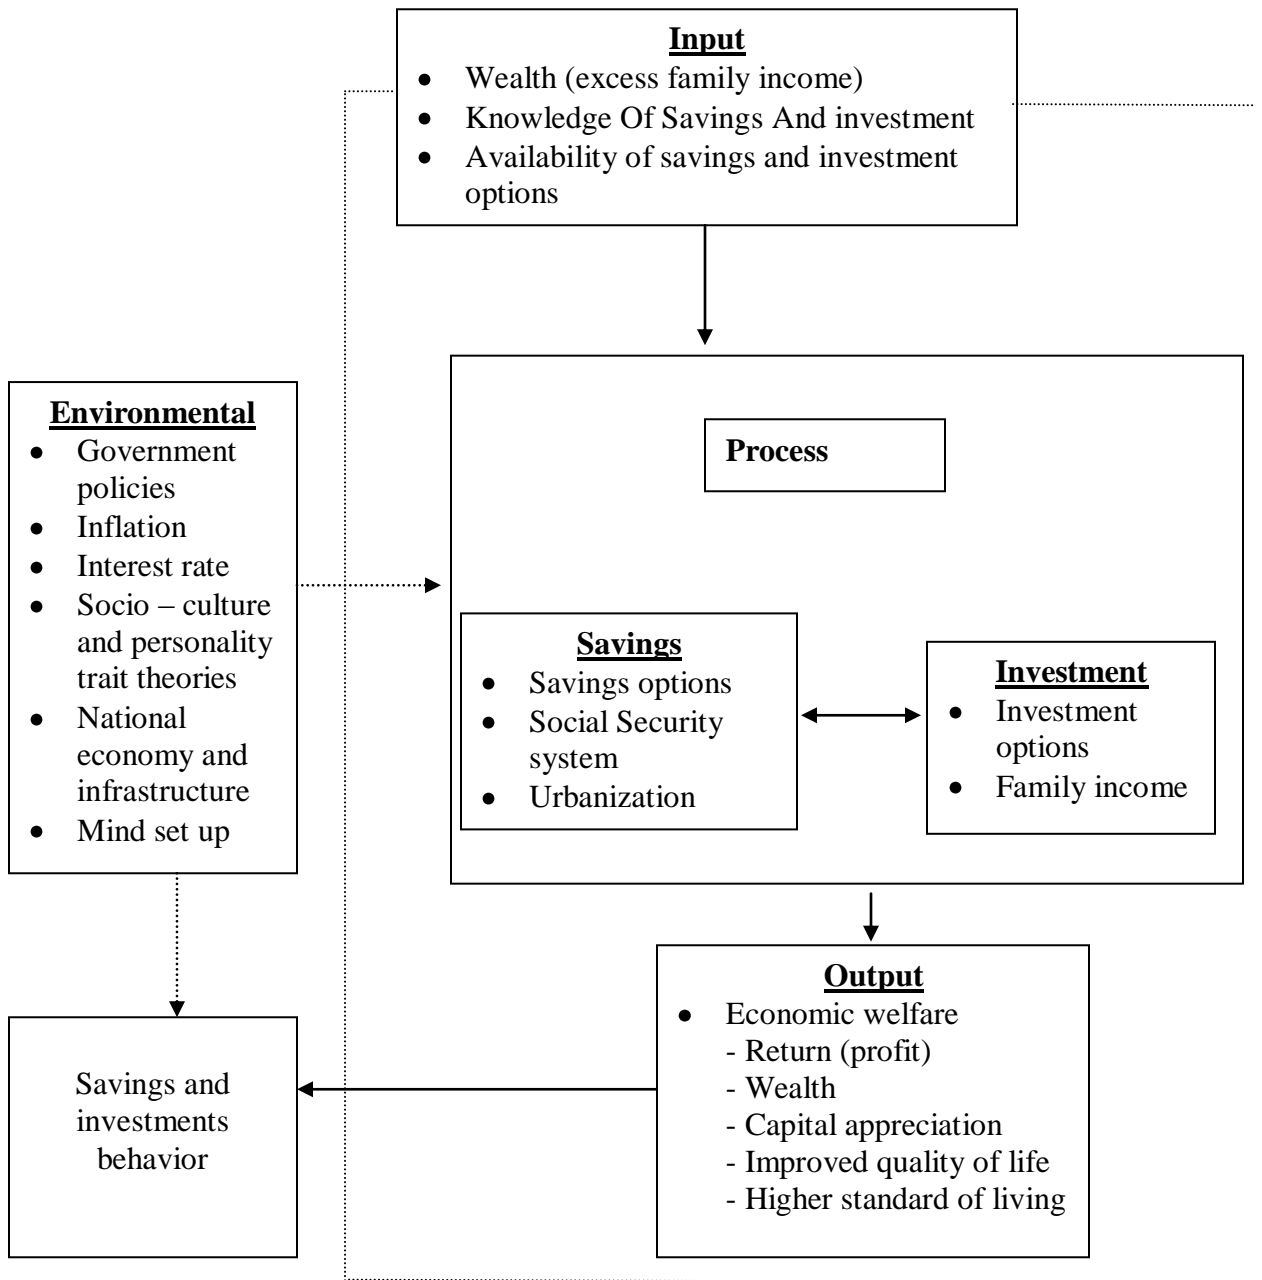 Input
● Wealth (excess family income)
● Knowledge Of Savings And investment
● Availability of savings and investment
options
Environmental
● Government
policies
● Inflation
● Interest rate
● Socio – culture
and personality
trait theories
● National
economy and
infrastructure
● Mind set up
Process
Savings
● Savings options
● Social Security
system
● Urbanization
Investment
● Investment
options
● Family income
Output
● Economic welfare
- Return (profit)
- Wealth
- Capital appreciation
- Improved quality of life
- Higher standard of living
Savings and
investments
behavior